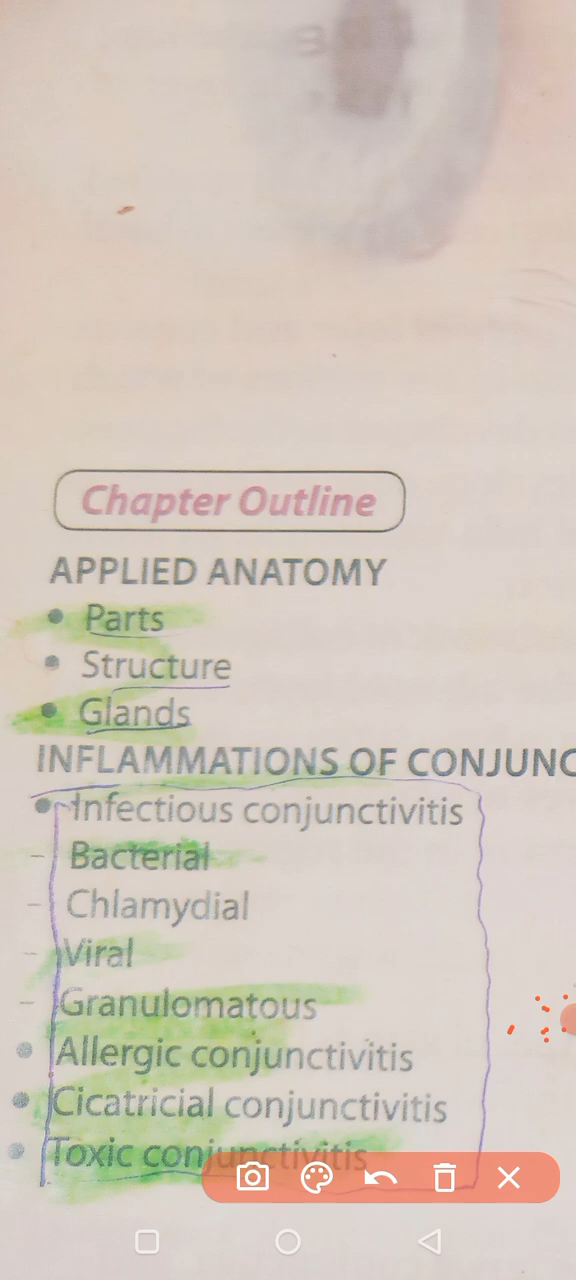 Chapter Outline
APPLIED ANATOMY
• Parts
• Structure
• Glands
INFLAMMATIONS OF CONJUNC
• Infectious conjunctivitis
– Bacterial
– Chlamydial
– Viral
– Granulomatous
• Allergic conjunctivitis
• Cicatricial conjunctivitis
• Toxic conjunctivitis